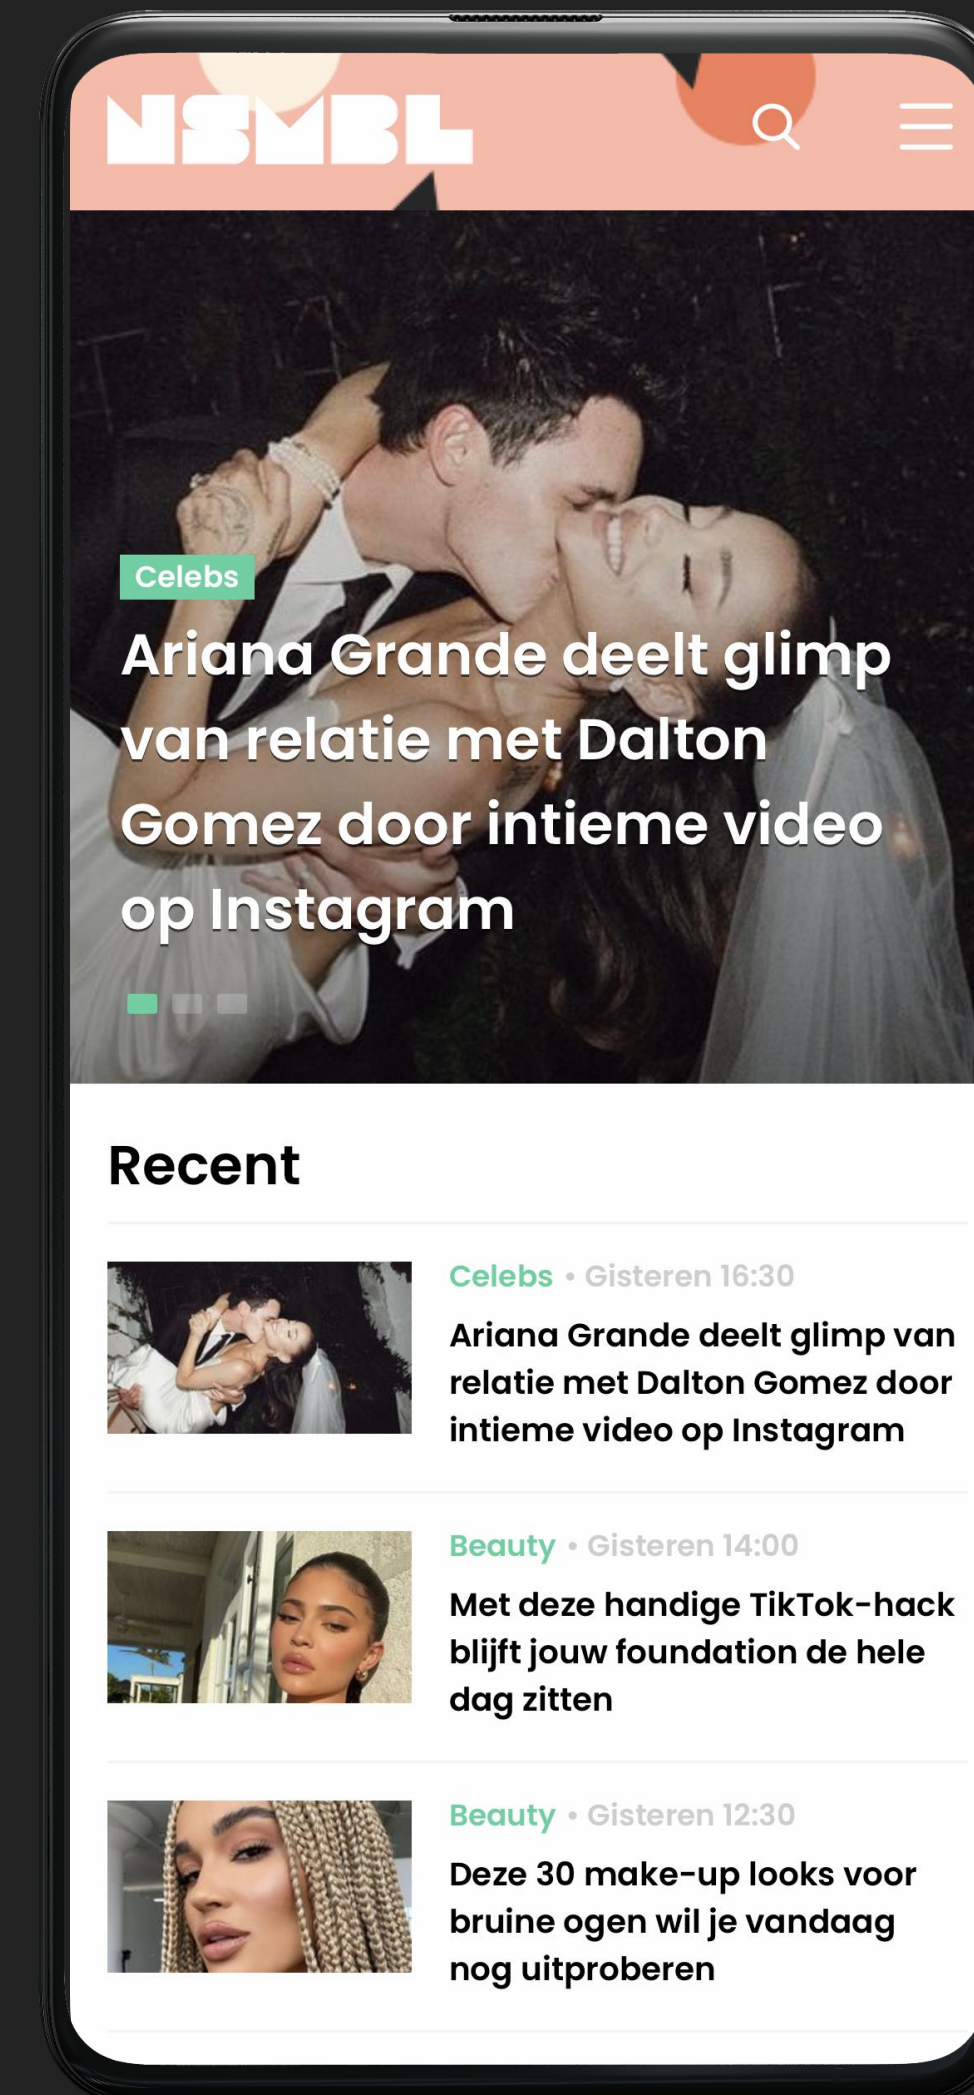 NSMBL
Celebs
Ariana Grande deelt glimp
van relatie met Dalton
Gomez door intieme video
op Instagram
Recent
Celebs • Gisteren 16:30
Ariana Grande deelt glimp van
relatie met Dalton Gomez door
intieme video op Instagram
Beauty • Gisteren 14:00
Met deze handige TikTok-hack
blijft jouw foundation de hele
dag zitten
Beauty • Gisteren 12:30
Deze 30 make-up looks voor
bruine ogen wil je vandaag
nog uitproberen